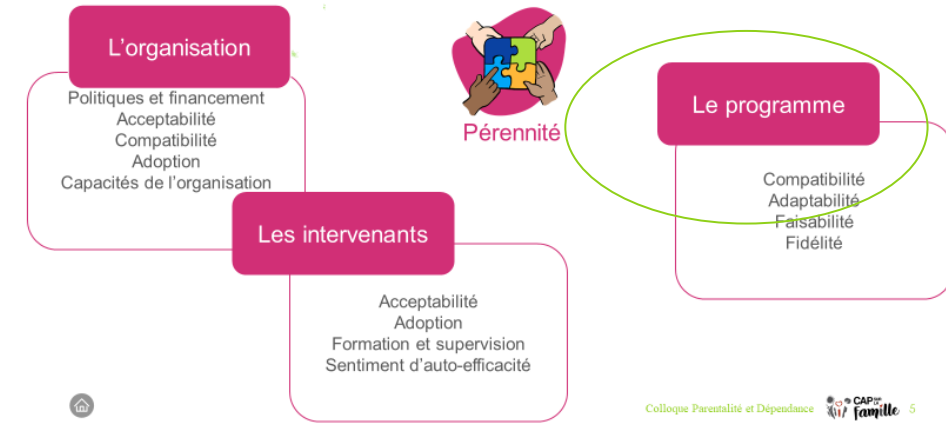 L'organisation
Politiques et financement
Acceptabilité
Compatibilité
Adoption
Capacités de l'organisation
Pérennité
Le programme
Compatibilité
Adaptabilité
Faisabilité
Fidélité
Les intervenants
Acceptabilité
Adoption
Formation et supervision
Sentiment d'auto-efficacité
Colloque Parentalité et Dépendance
CAP SUR LA
Famille
5